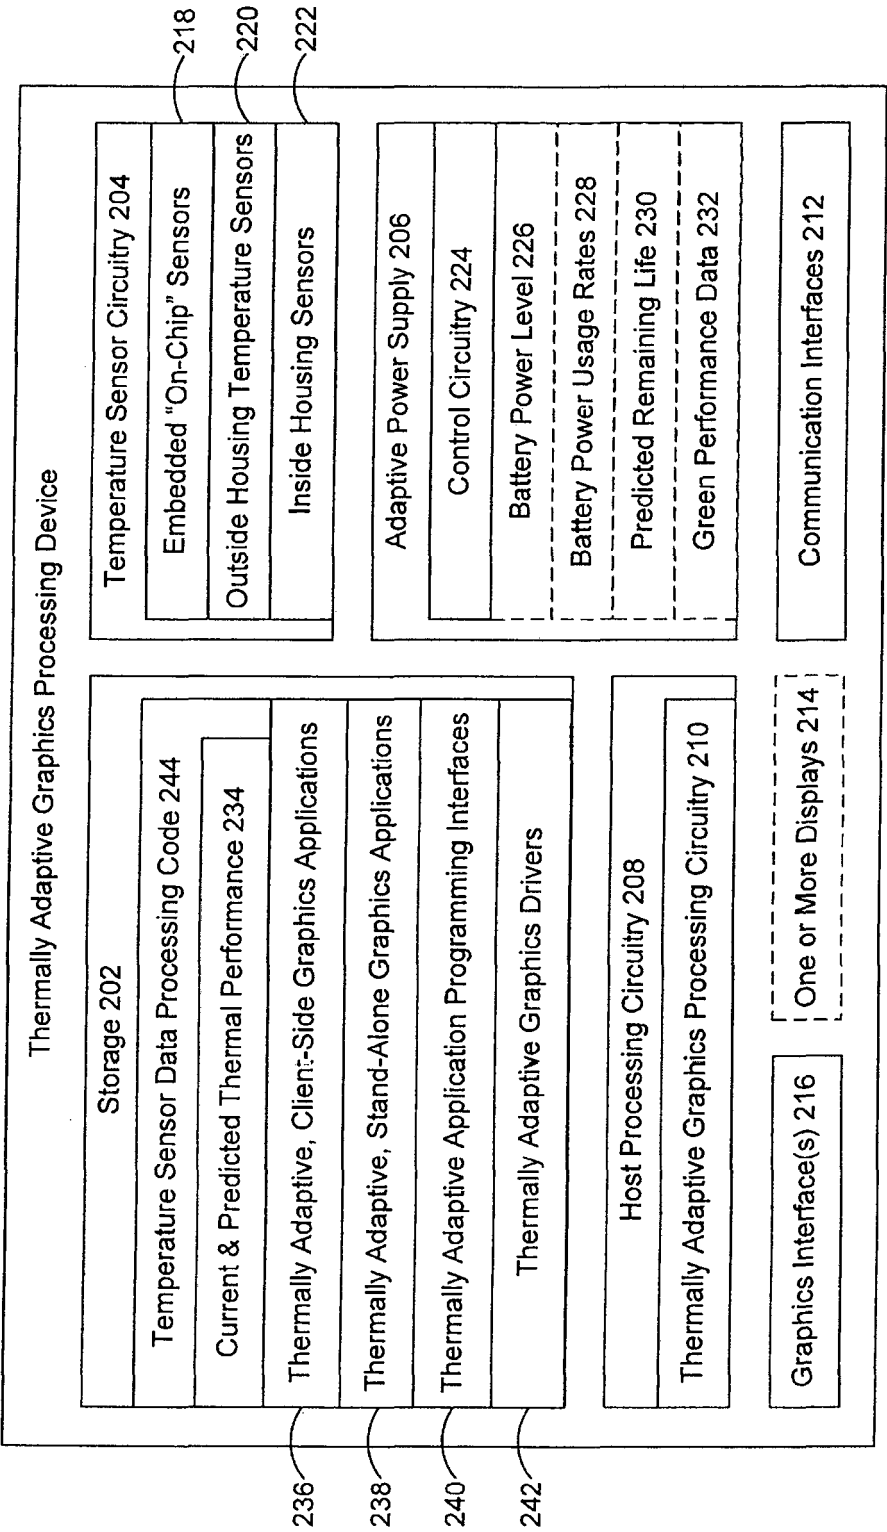 Thermally Adaptive Graphics Processing Device
Storage 202
Temperature Sensor Data Processing Code 244
Current & Predicted Thermal Performance 234
Thermally Adaptive, Client-Side Graphics Applications
Thermally Adaptive, Stand-Alone Graphics Applications
Thermally Adaptive Application Programming Interfaces
Thermally Adaptive Graphics Drivers
236
238
240
242
Host Processing Circuitry 208
Thermally Adaptive Graphics Processing Circuitry 210
Graphics Interface(s) 216
One or More Displays 214
Temperature Sensor Circuitry 204
Embedded “On-Chip” Sensors
Outside Housing Temperature Sensors
Inside Housing Sensors
218
220
222
Adaptive Power Supply 206
Control Circuitry 224
Battery Power Level 226
Battery Power Usage Rates 228
Predicted Remaining Life 230
Green Performance Data 232
Communication Interfaces 212